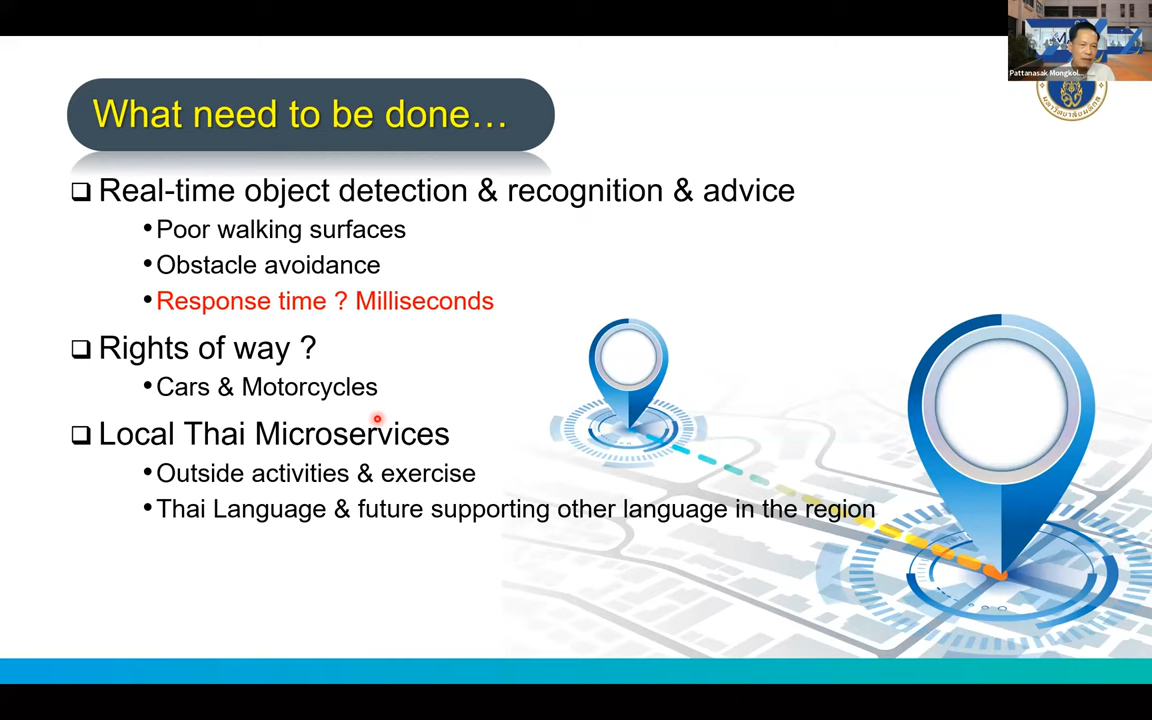 Pattanasak Mongkol...
What need to be done...
Real-time object detection & recognition & advice
Poor walking surfaces
Obstacle avoidance
Response time ? Milliseconds
Rights of way ?
Cars & Motorcycles
Local Thai Microservices
Outside activities & exercise
Thai Language & future supporting other language in the region